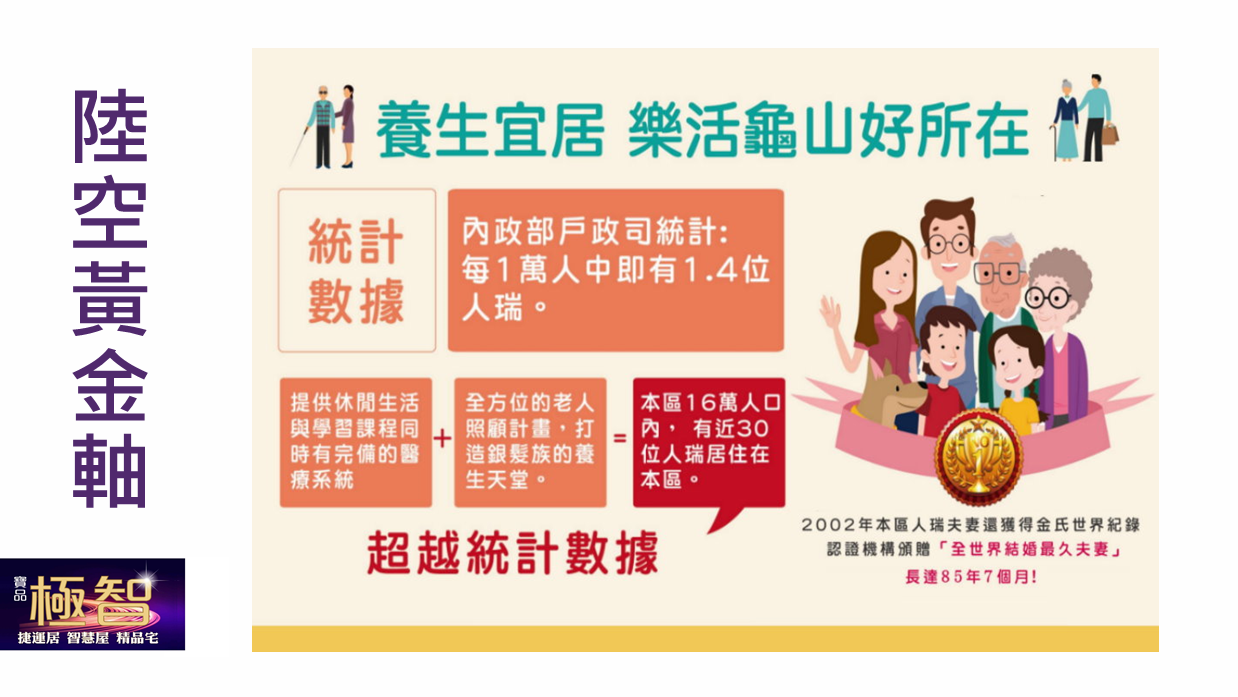 陸空黃金軸
養生宜居 樂活龜山好所在
統計
數據
內政部戶政司統計:
每1萬人中即有1.4位
人瑞。
提供休閒生活
與學習課程同
時有完備的醫
療系統
+
全方位的老人
照顧計畫，打
造銀髮族的養
生天堂。
=
本區16萬人口
內， 有近30
位人瑞居住在
本區。
超越統計數據
2002年本區人瑞夫妻還獲得金氏世界紀錄
認證機構頒贈「全世界結婚最久夫妻」
長達85年7個月!
寶品
極智
捷運居 智慧屋 精品宅